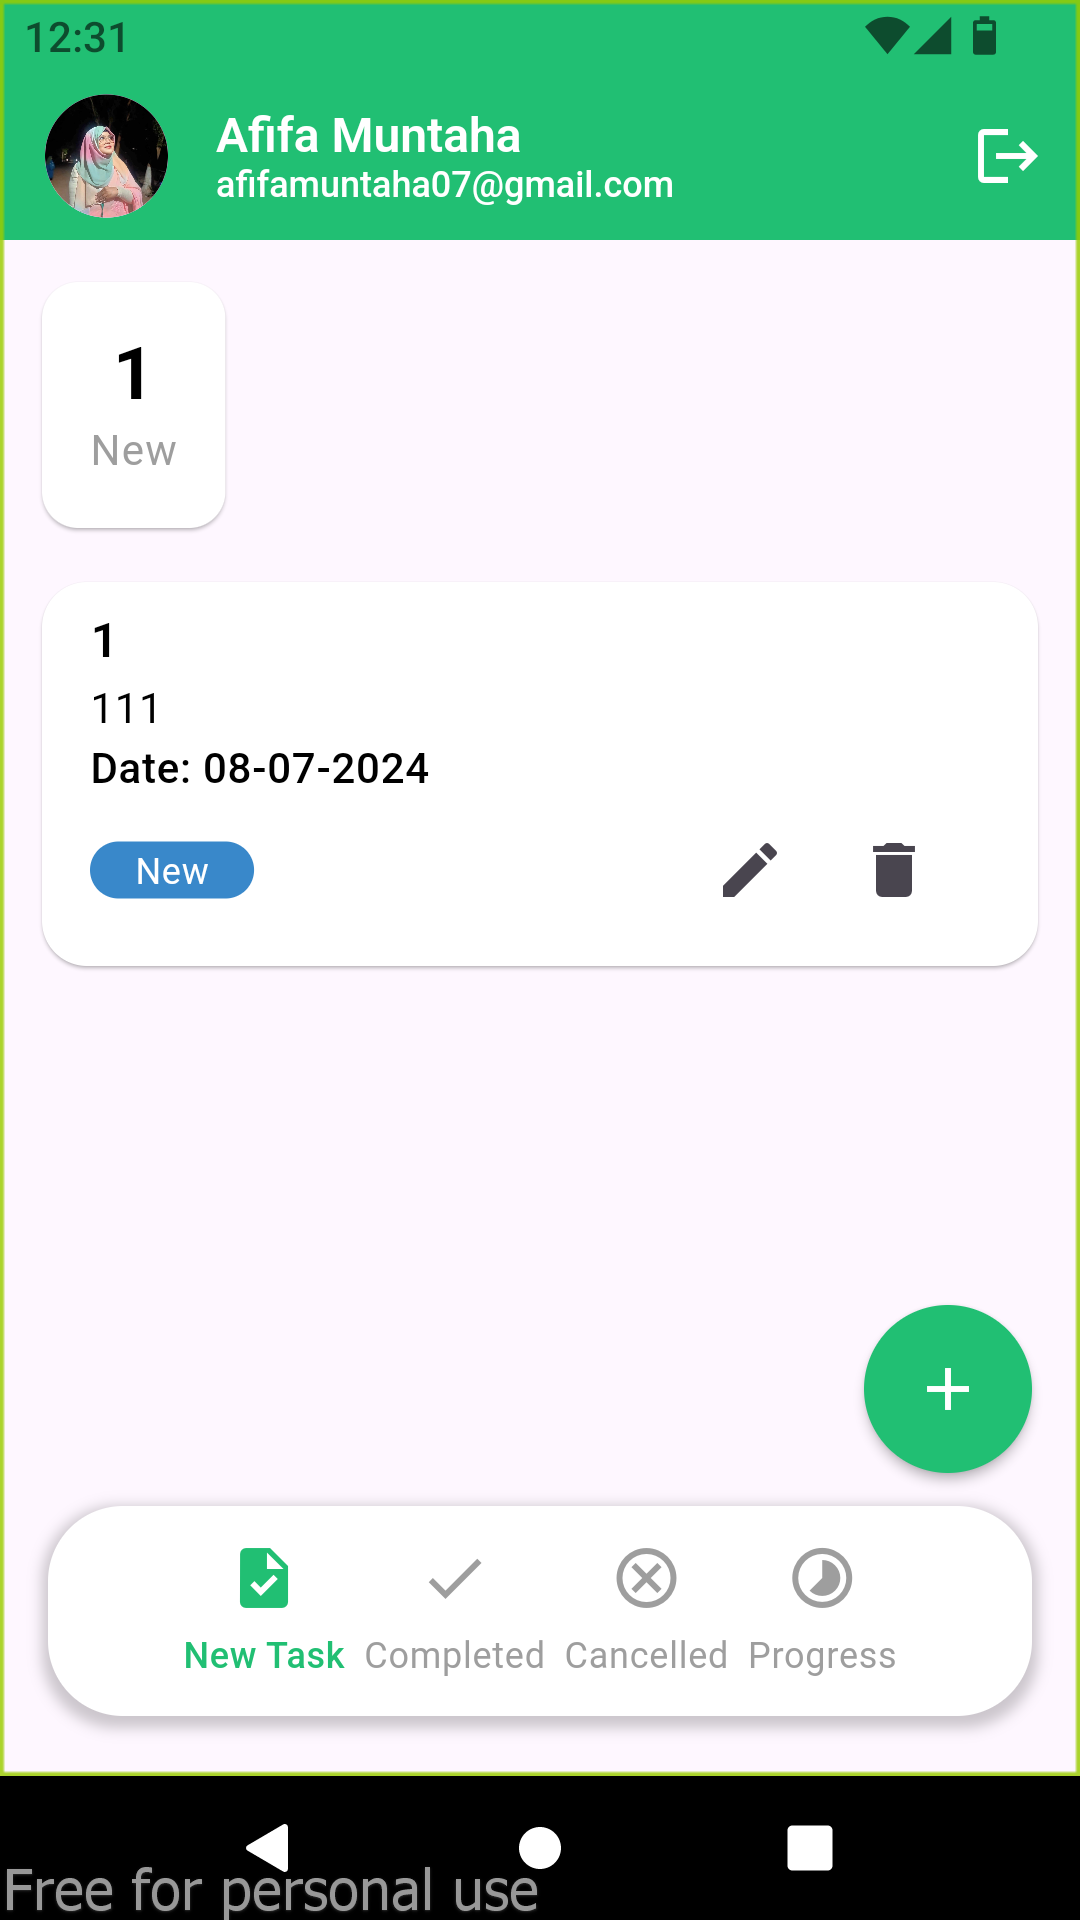 12:31
Afifa Muntaha
afifamuntaha07@gmail.com
1
New
1
111
Date: 08-07-2024
New
New Task Completed Cancelled Progress
Free for personal use